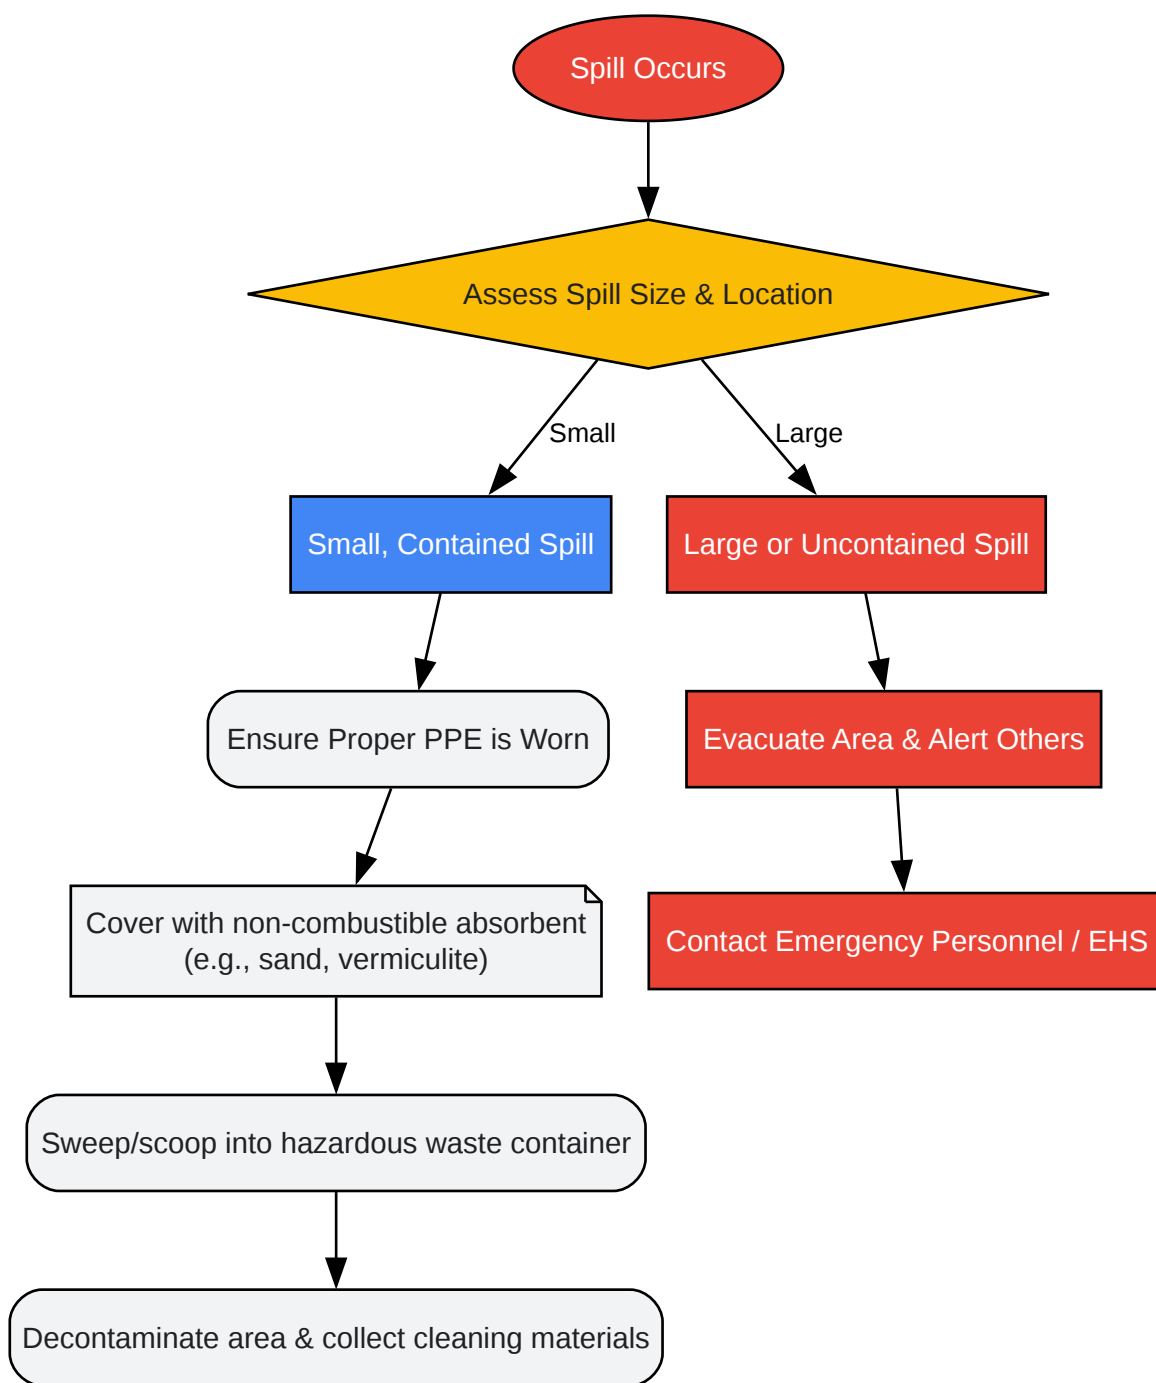 Spill Occurs
Assess Spill Size & Location
Small
Large
Small, Contained Spill
Large or Uncontained Spill
Ensure Proper PPE is Worn
Evacuate Area & Alert Others
Cover with non-combustible absorbent
(e.g., sand, vermiculite)
Contact Emergency Personnel / EHS
Sweep/scoop into hazardous waste container
Decontaminate area & collect cleaning materials